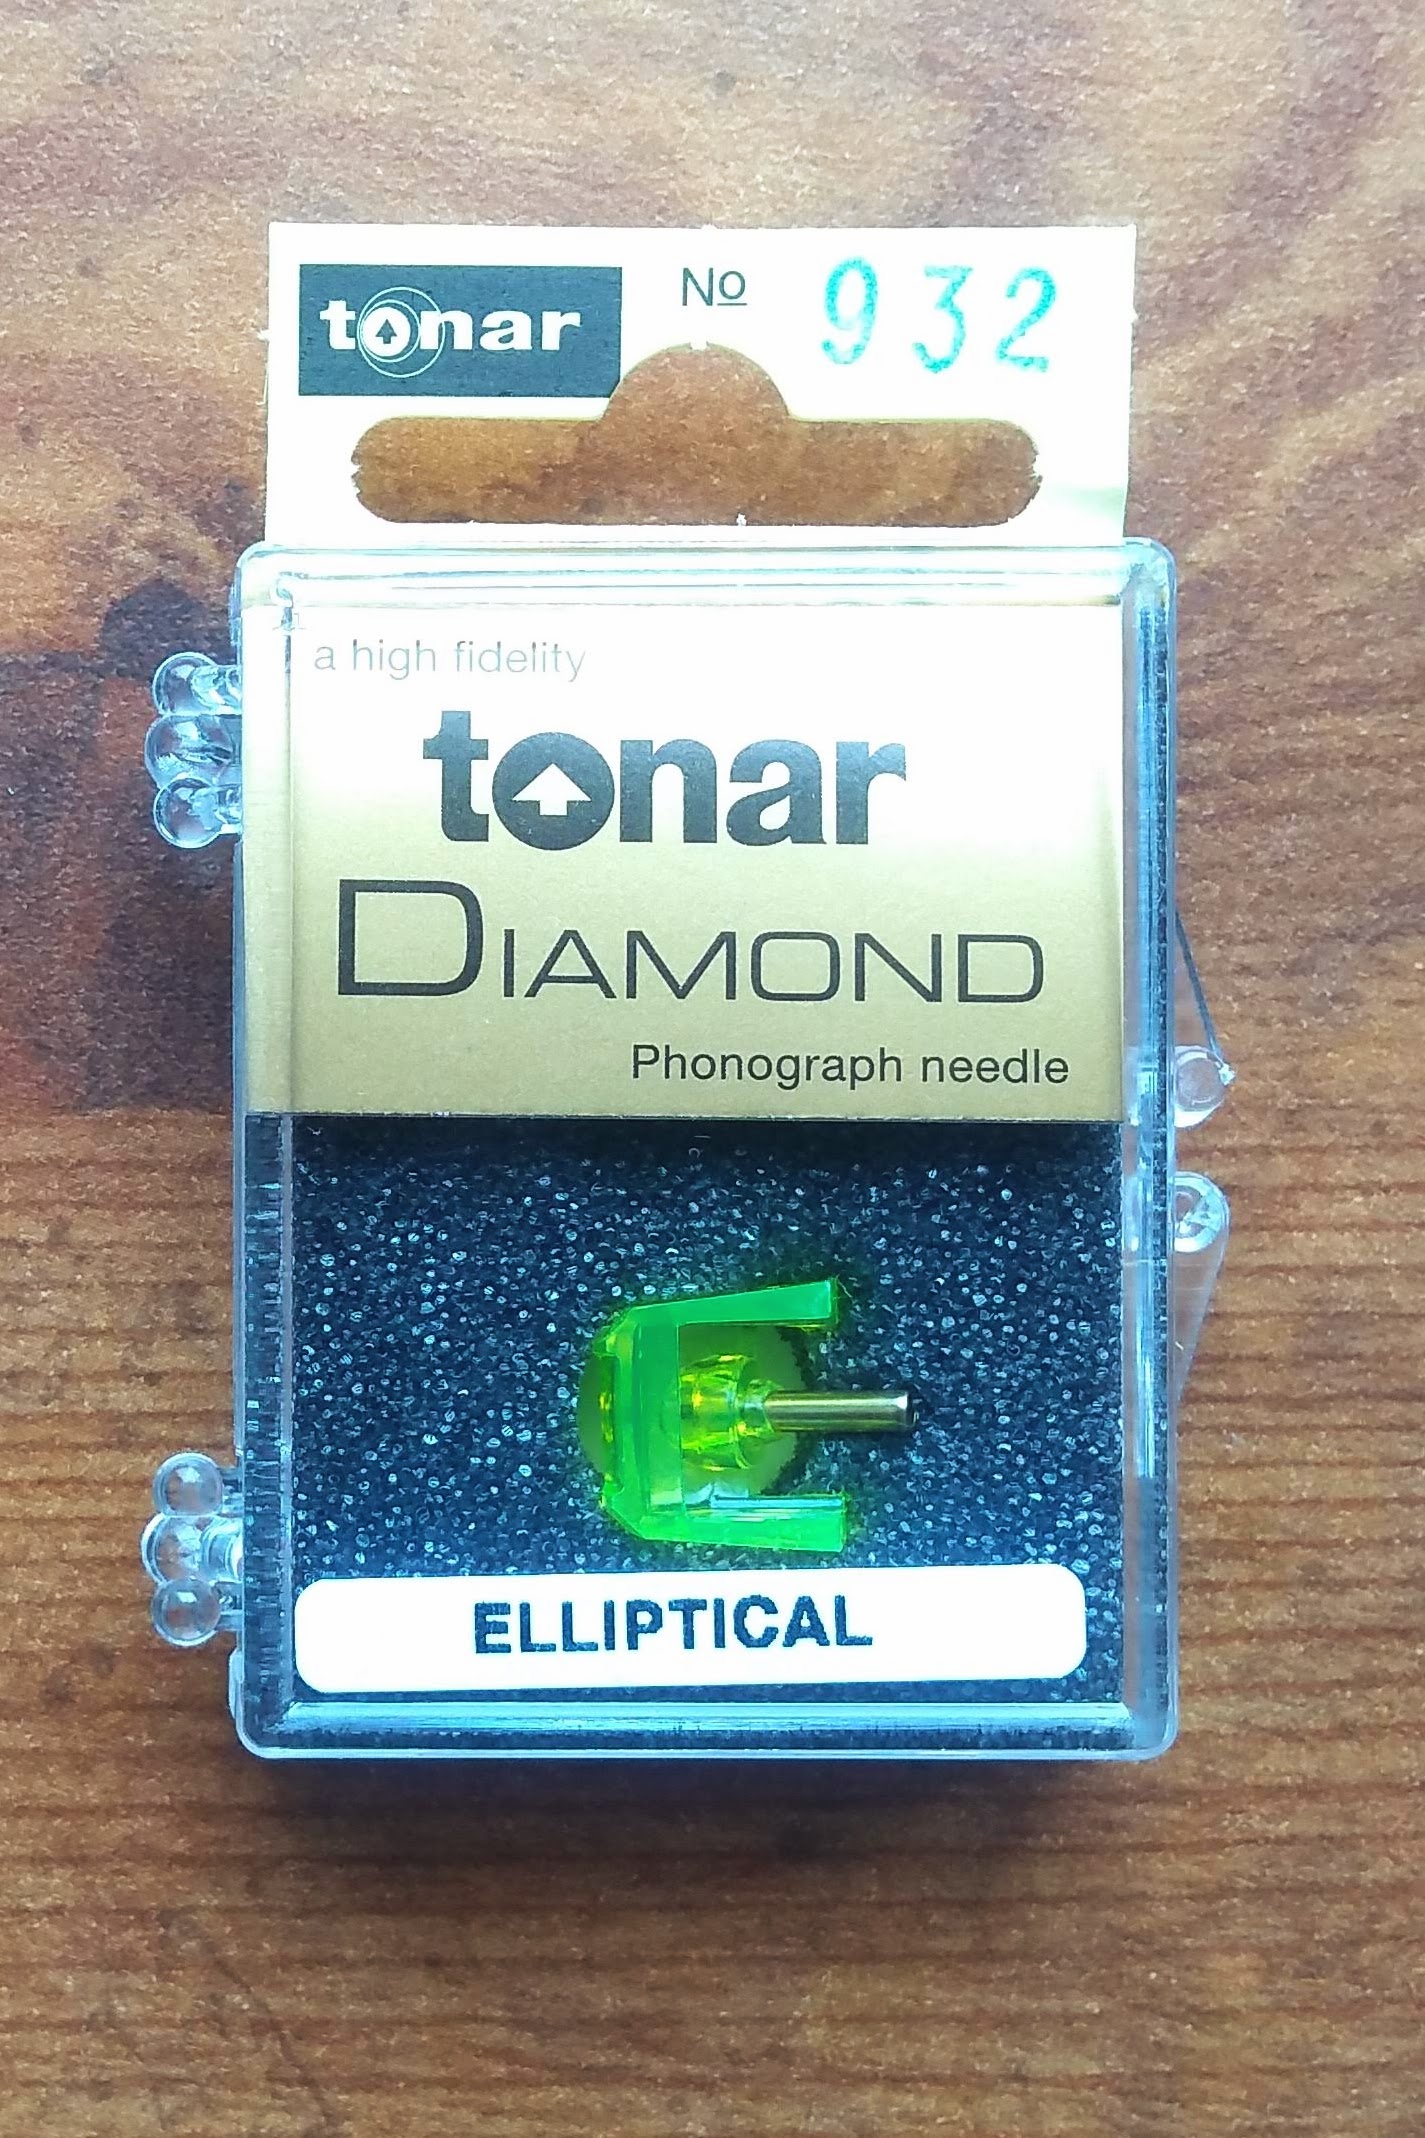 tonar
No 932
a high fidelity
tonar
DIAMOND
Phonograph needle
ELLIPTICAL